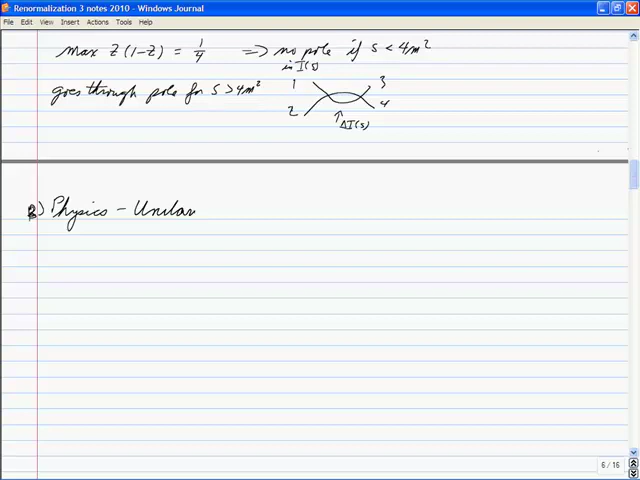 Renormalization 3 notes 2010 - Windows Journal
File Edit View Insert Actions Tools Help
max z(1-z) = 1/4 ⟹ no pole if s < 4m²
in I(s)
goes through pole for s > 4m²
1 3
2 4
↑ ΔI(s)
2) Physics - Unitar
6 / 16